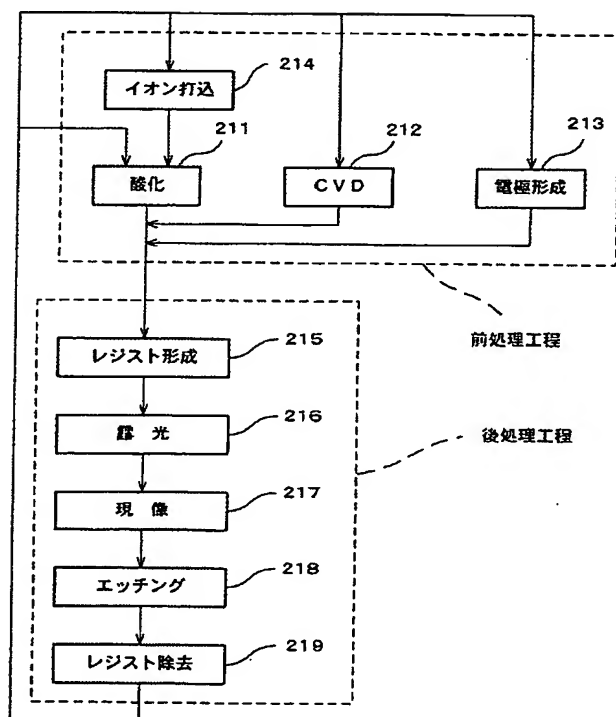 214
イオン打込
211
酸化
212
CVD
213
電極形成
前処理工程
レジスト形成
215
露光
216
後処理工程
現像
217
エッチング
218
レジスト除去
219